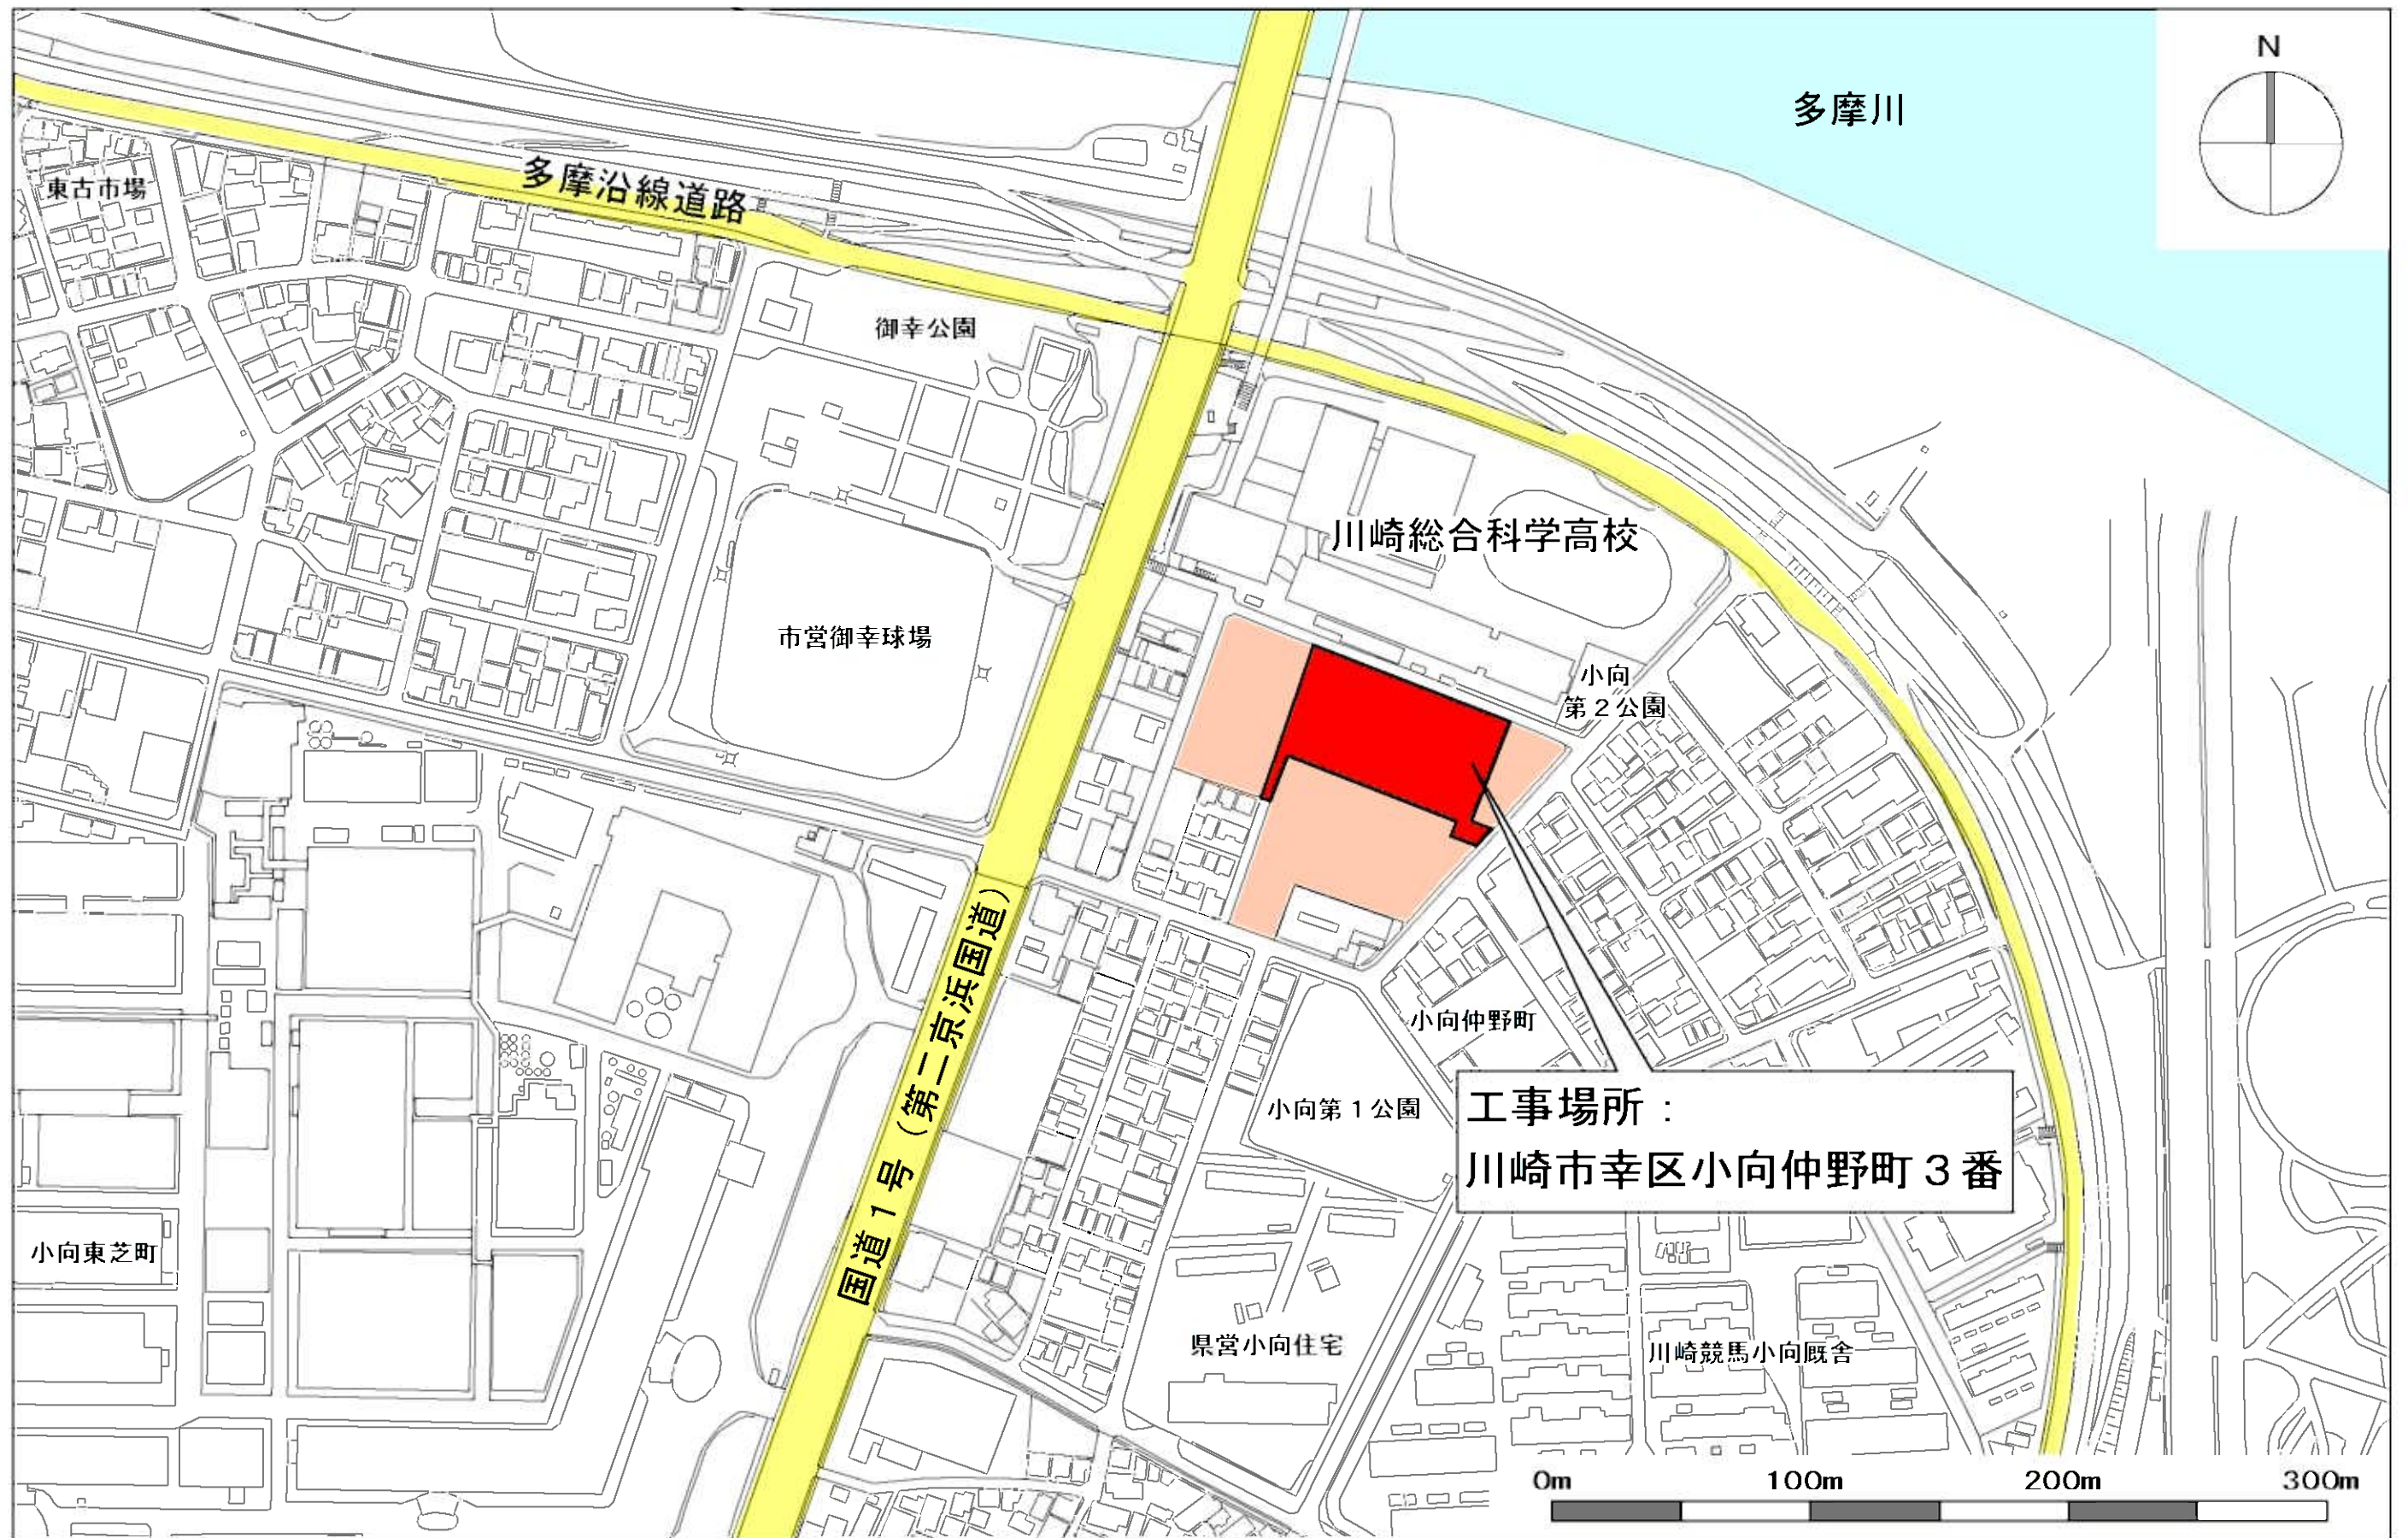 N
多摩川
東古市場
多摩沿線道路
御幸公園
川崎総合科学高校
市営御幸球場
小向
第2公園
国道1号（第二京浜国道）
小向仲野町
小向第1公園
工事場所：
川崎市幸区小向仲野町3番
小向東芝町
県営小向住宅
川崎競馬小向厩舎
0m 100m 200m 300m